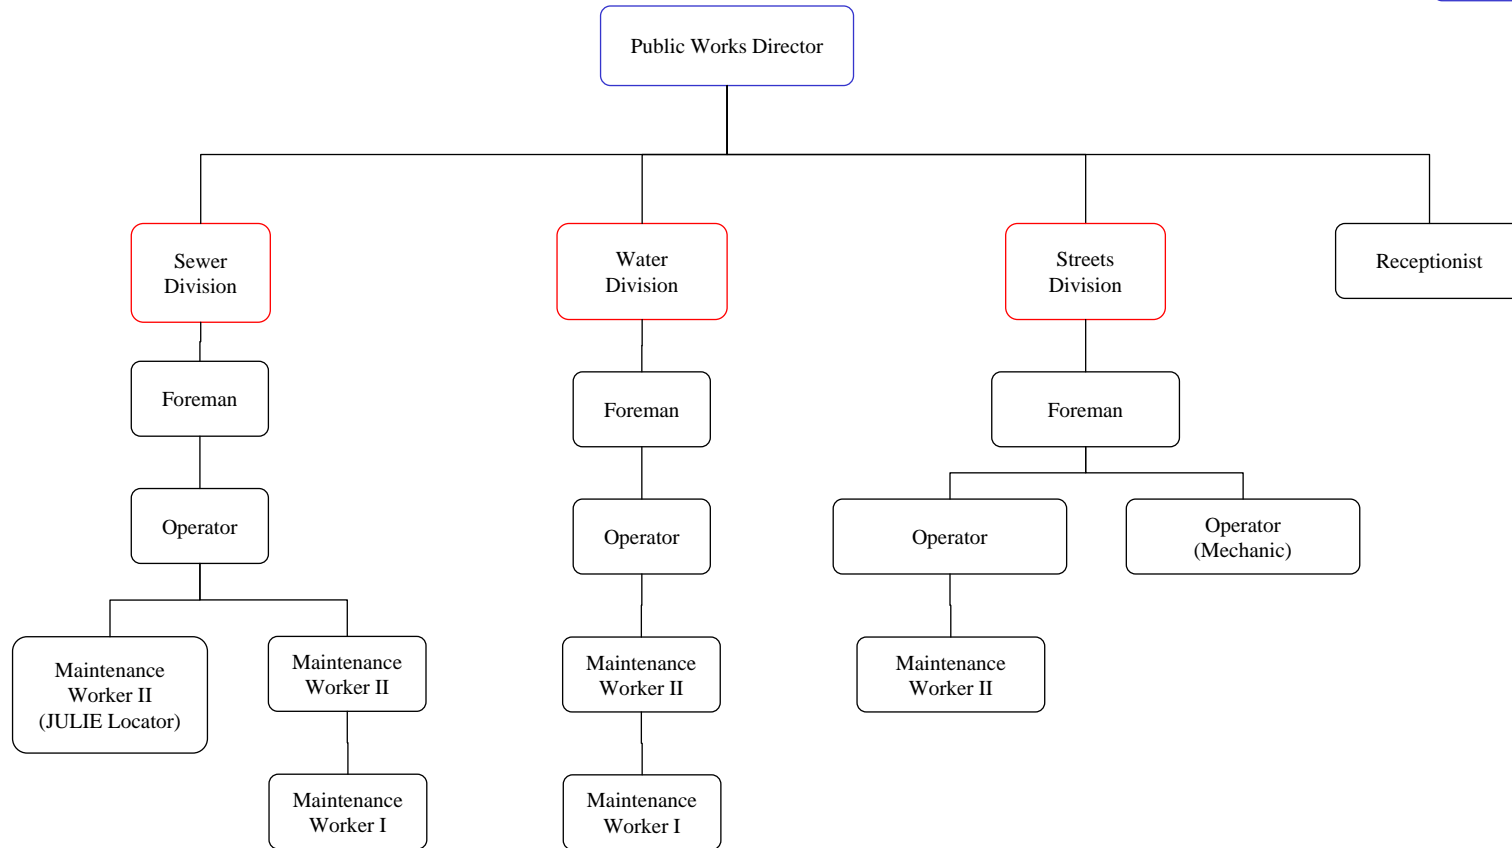 Public Works Director
Sewer
Division
Water
Division
Streets
Division
Receptionist
Foreman
Foreman
Foreman
Operator
Operator
Operator
Operator
(Mechanic)
Maintenance
Worker II
(JULIE Locator)
Maintenance
Worker II
Maintenance
Worker II
Maintenance
Worker II
Maintenance
Worker I
Maintenance
Worker I